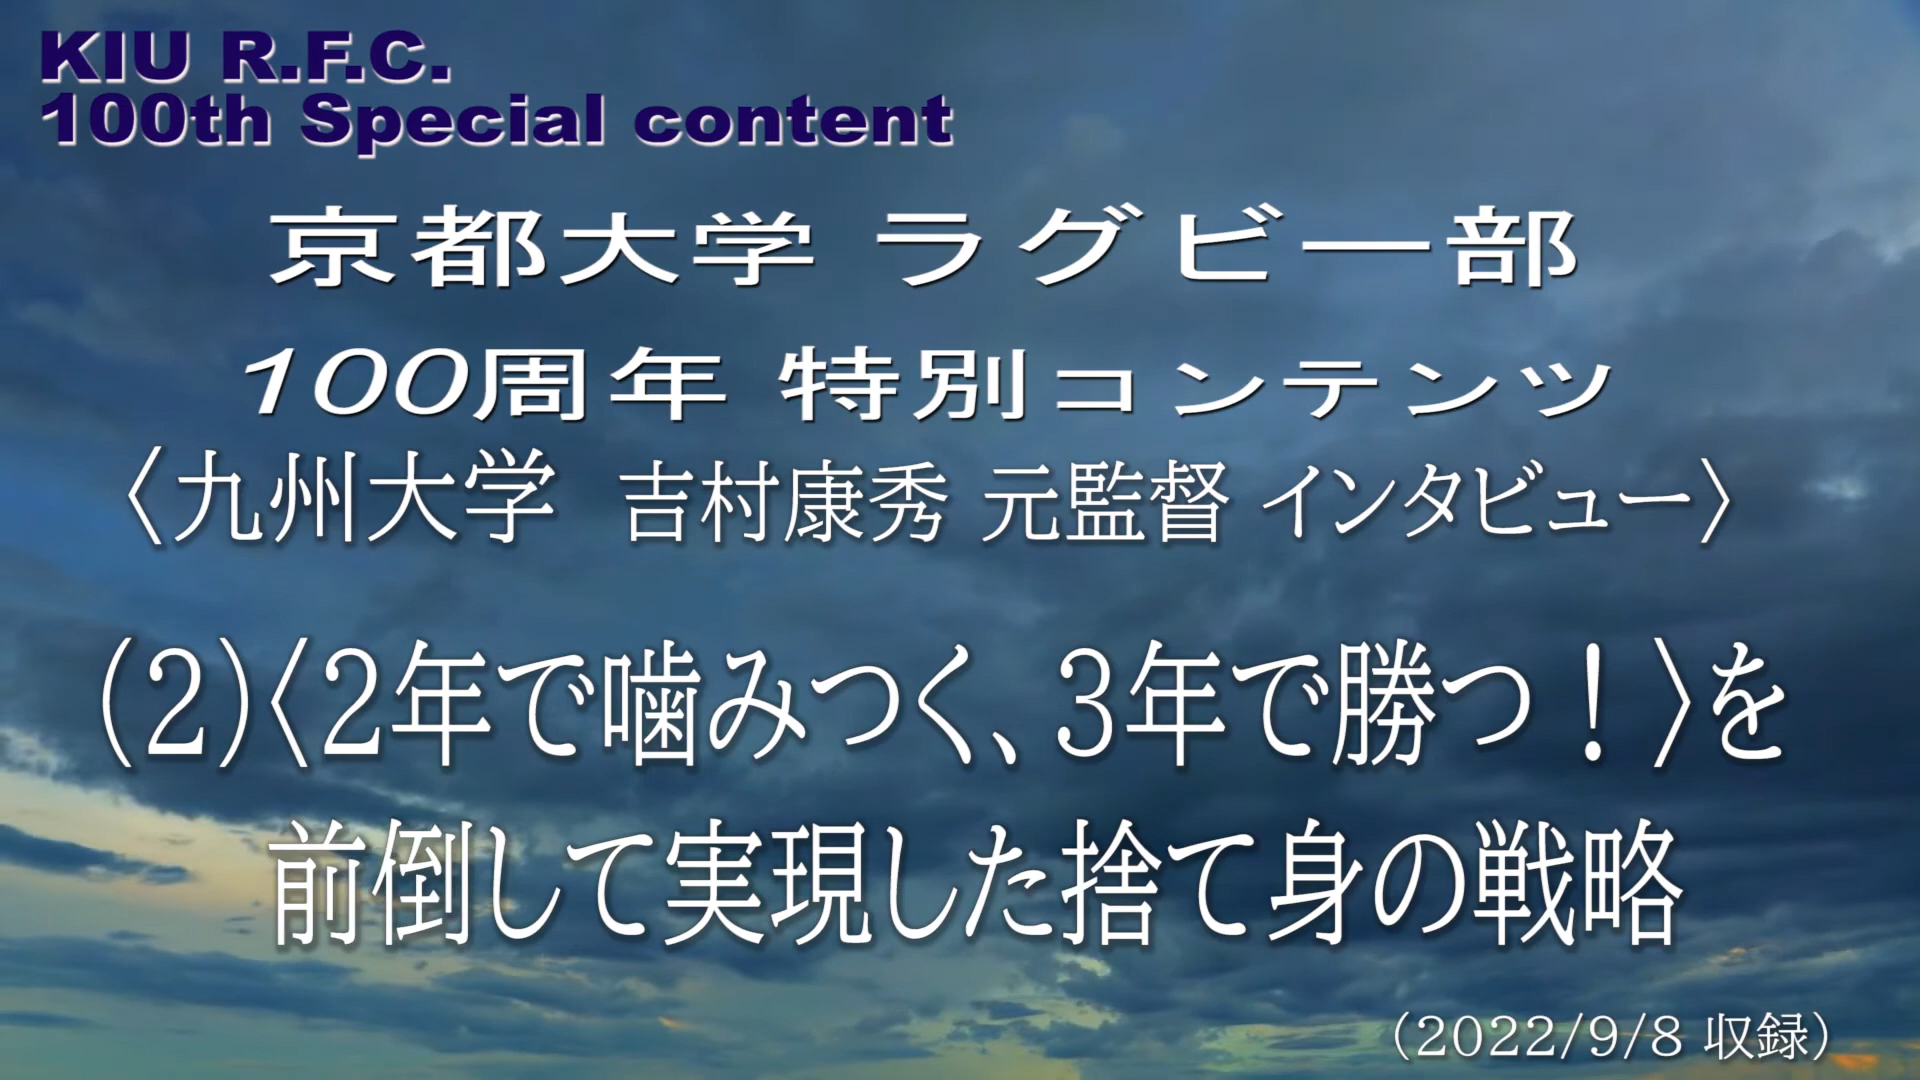 KIU R.F.C.
100th Special content
京都大学 ラグビー部
100周年 特別コンテンツ
〈九州大学 吉村康秀 元監督 インタビュー〉
(2)〈2年で噛みつく、3年で勝つ！〉を
前倒して実現した捨て身の戦略
（2022/9/8 収録）